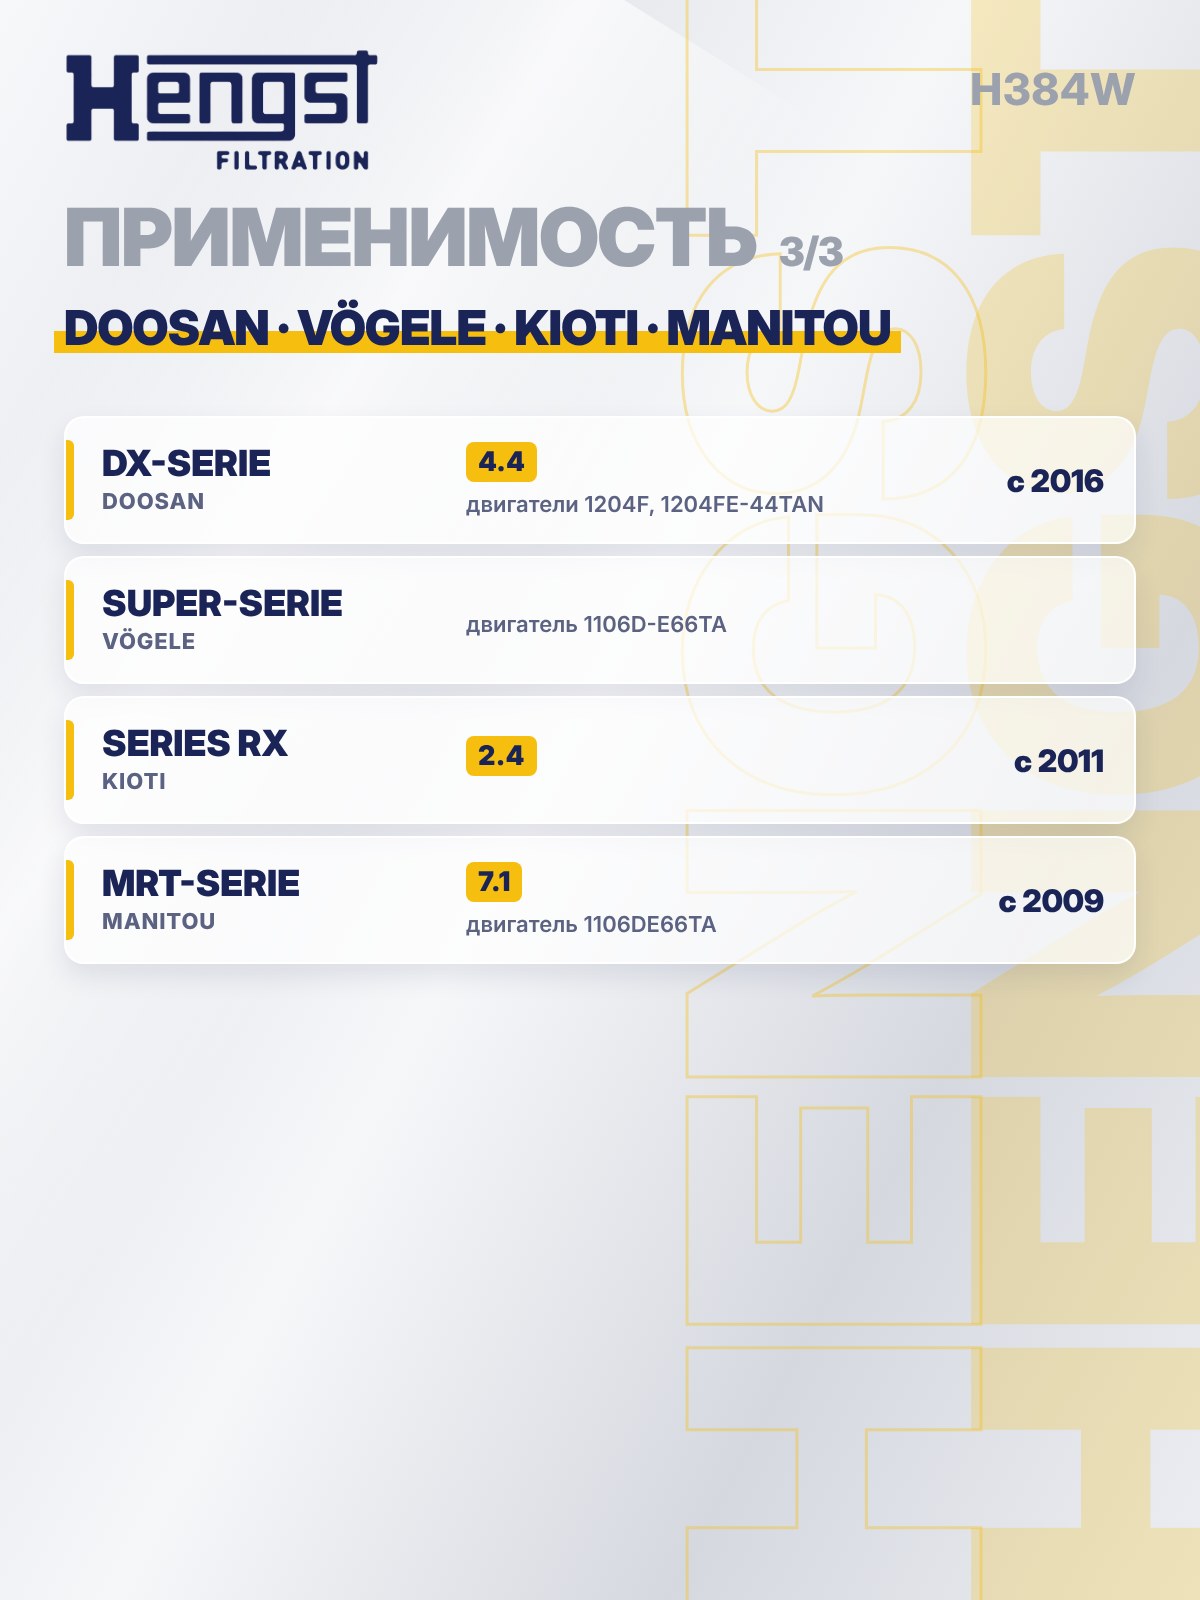 Hengst
FILTRATION
H384W
ПРИМЕНИМОСТЬ 3/3
DOOSAN · VÖGELE · KIOTI · MANITOU
DX-SERIE
DOOSAN
4.4
двигатели 1204F, 1204FE-44TAN
с 2016
SUPER-SERIE
VÖGELE
двигатель 1106D-E66TA
SERIES RX
KIOTI
2.4
с 2011
MRT-SERIE
MANITOU
7.1
двигатель 1106DE66TA
с 2009
HENGST
HENGST